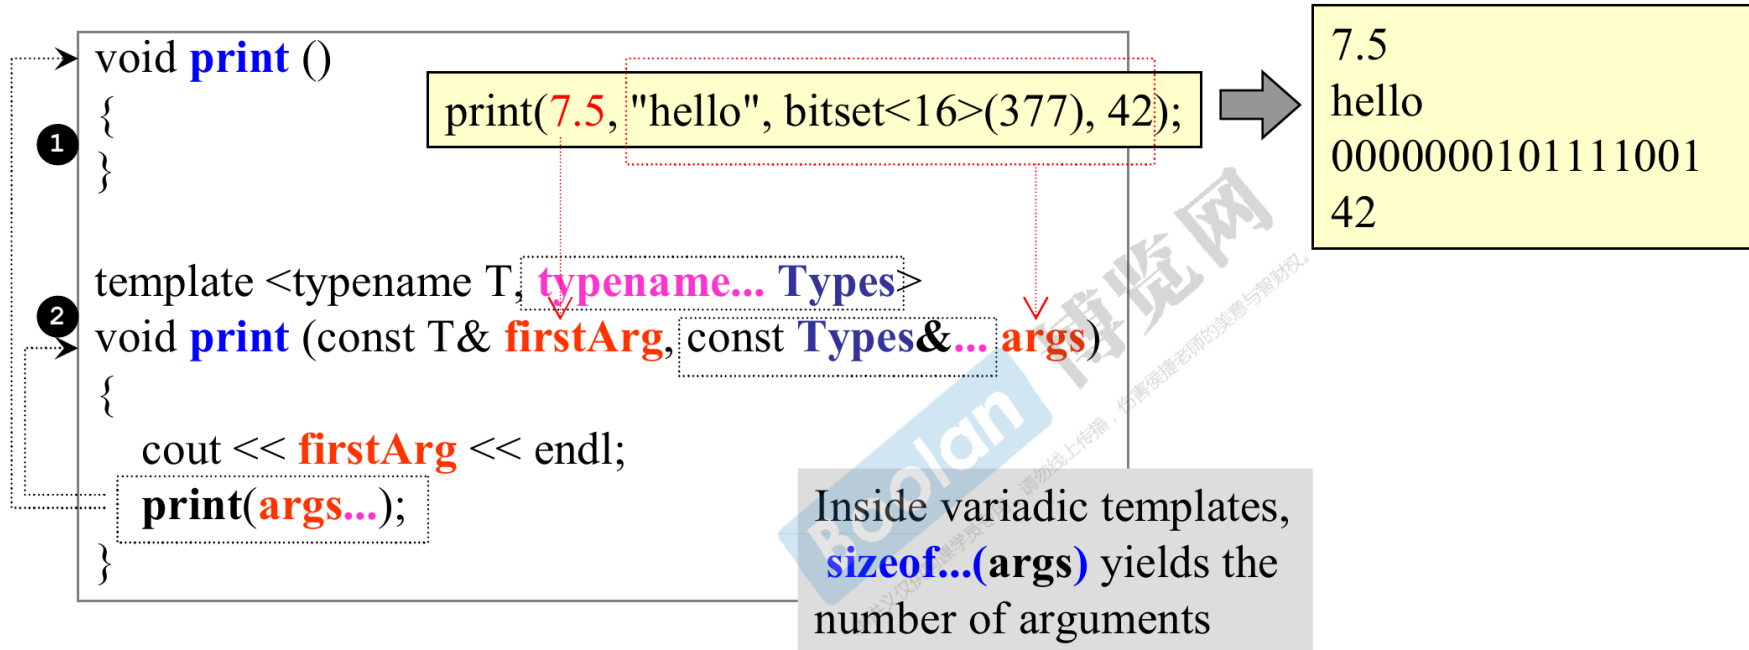 void print ()
{
}
print(7.5, "hello", bitset<16>(377), 42);
7.5
hello
0000000101111001
42
1
template <typename T, typename... Types>
2
void print (const T& firstArg, const Types&... args)
{
cout << firstArg << endl;
print(args...);
}
Inside variadic templates,
sizeof...(args) yields the
number of arguments
Boolan
博览网